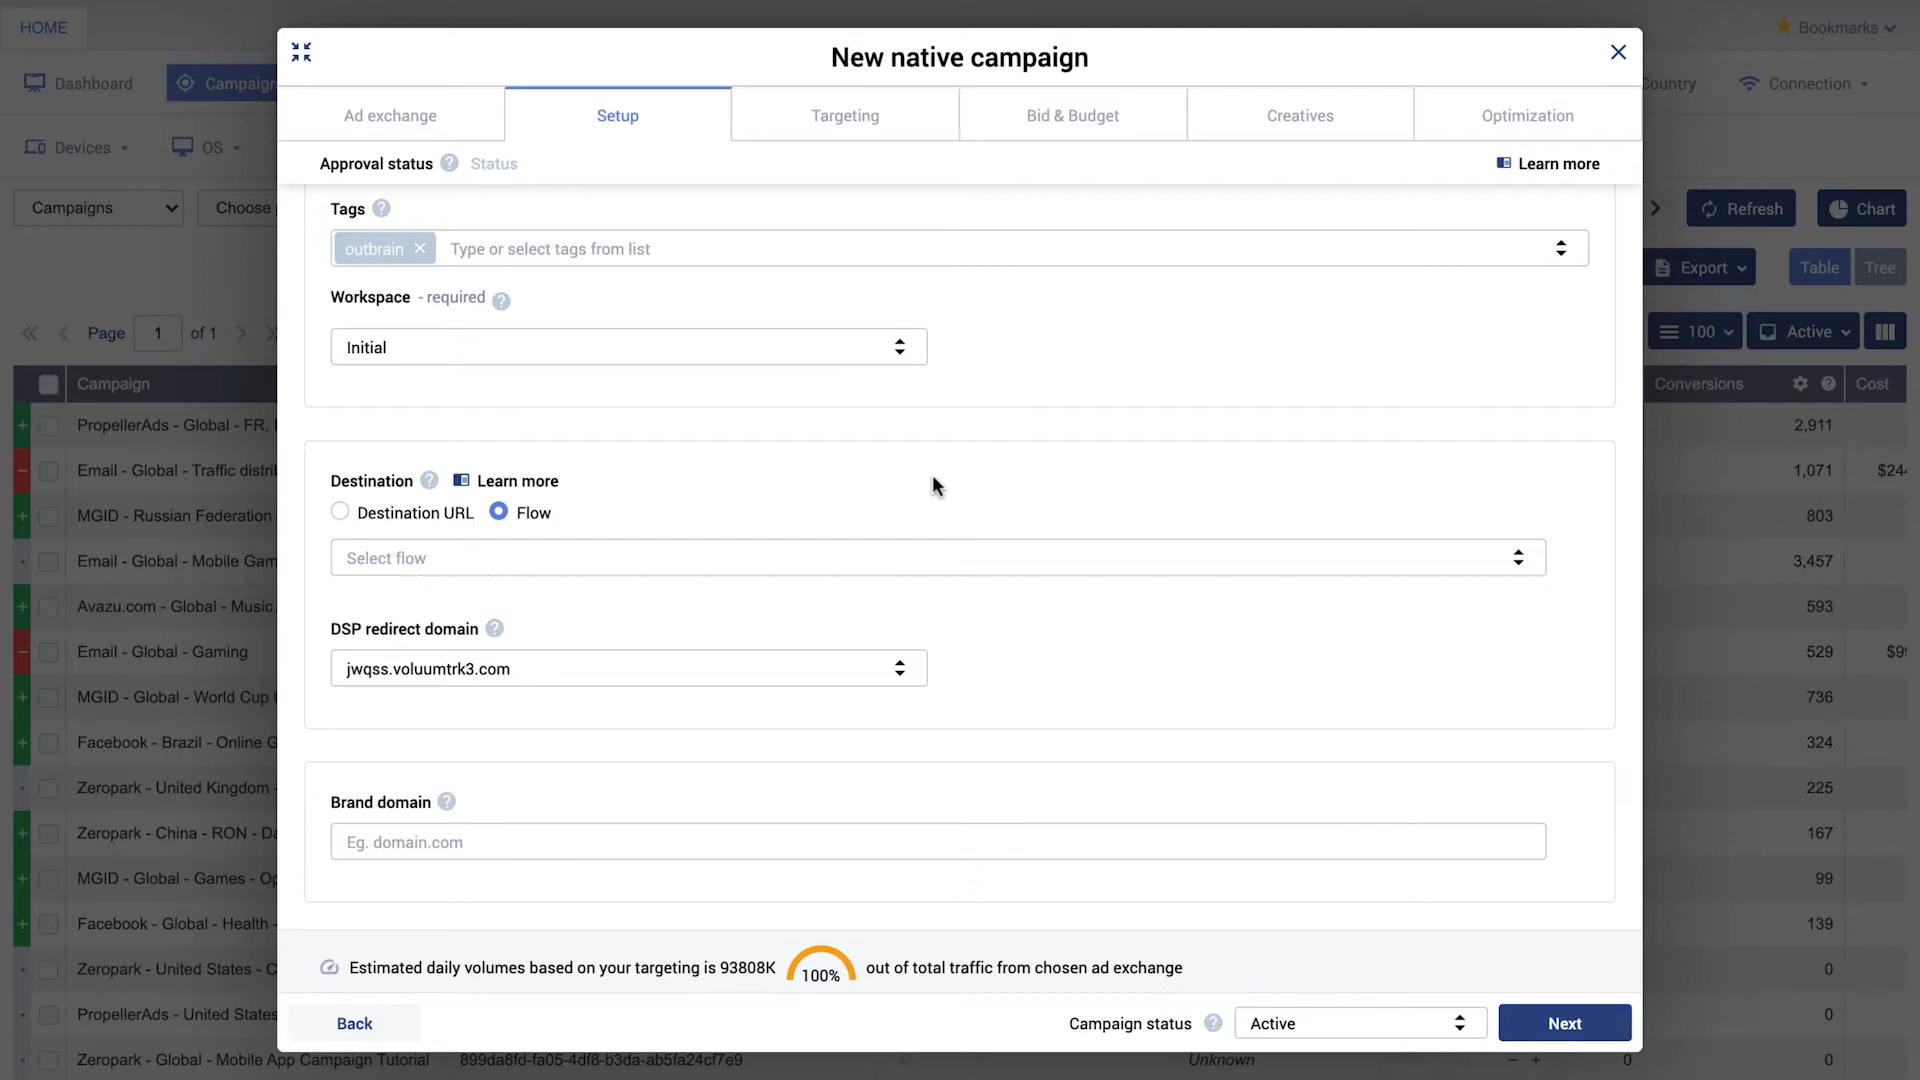 HOME
Bookmarks
New native campaign
Dashboard
Campaign
Country
Connection
Ad exchange
Setup
Targeting
Bid & Budget
Creatives
Optimization
Devices
OS
Approval status ? Status
Learn more
Campaigns
Choose
Refresh
Chart
Tags ?
outbrain × Type or select tags from list
Export
Table
Tree
Workspace - required ?
Page 1 of 1
Initial
100
Active
Campaign
Conversions
Cost
PropellerAds - Global - FR,
2,911
Email - Global - Traffic distri
1,071
MGID - Russian Federation
803
Destination ? Learn more
Destination URL Flow
Email - Global - Mobile Gam
3,457
Select flow
Avazu.com - Global - Music
593
DSP redirect domain ?
Email - Global - Gaming
529
jwqss.voluumtrk3.com
MGID - Global - World Cup
736
Facebook - Brazil - Online G
324
Zeropark - United Kingdom -
225
Brand domain ?
Zeropark - China - RON - Da
167
Eg. domain.com
MGID - Global - Games - Op
99
Facebook - Global - Health -
139
Estimated daily volumes based on your targeting is 93808K 100% out of total traffic from chosen ad exchange
Zeropark - United States - C
0
PropellerAds - United States
0
Back
Campaign status ? Active
Next
Zeropark - Global - Mobile App Campaign Tutorial 899da8fd-fa05-4df8-b3da-ab5fa24cf7e9 Unknown − + 0 0